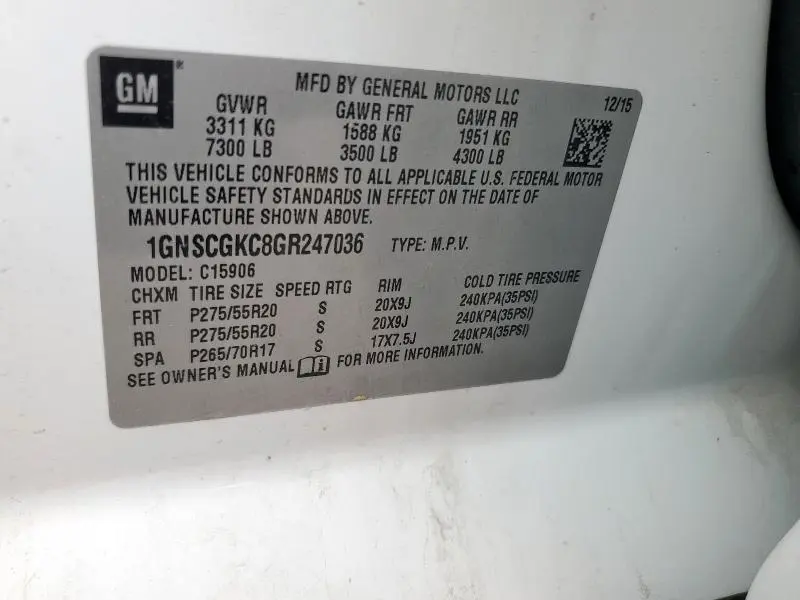 GM
MFD BY GENERAL MOTORS LLC
12/15
GVWR GAWR FRT GAWR RR
3311 KG 1588 KG 1951 KG
7300 LB 3500 LB 4300 LB
THIS VEHICLE CONFORMS TO ALL APPLICABLE U.S. FEDERAL MOTOR
VEHICLE SAFETY STANDARDS IN EFFECT ON THE DATE OF
MANUFACTURE SHOWN ABOVE.
1GNSCGKC8GR247036 TYPE: M.P.V.
MODEL: C15906
CHXM TIRE SIZE SPEED RTG RIM COLD TIRE PRESSURE
FRT P275/55R20 S 20X9J 240KPA(35PSI)
RR P275/55R20 S 20X9J 240KPA(35PSI)
SPA P265/70R17 S 17X7.5J 240KPA(35PSI)
SEE OWNER'S MANUAL i FOR MORE INFORMATION.